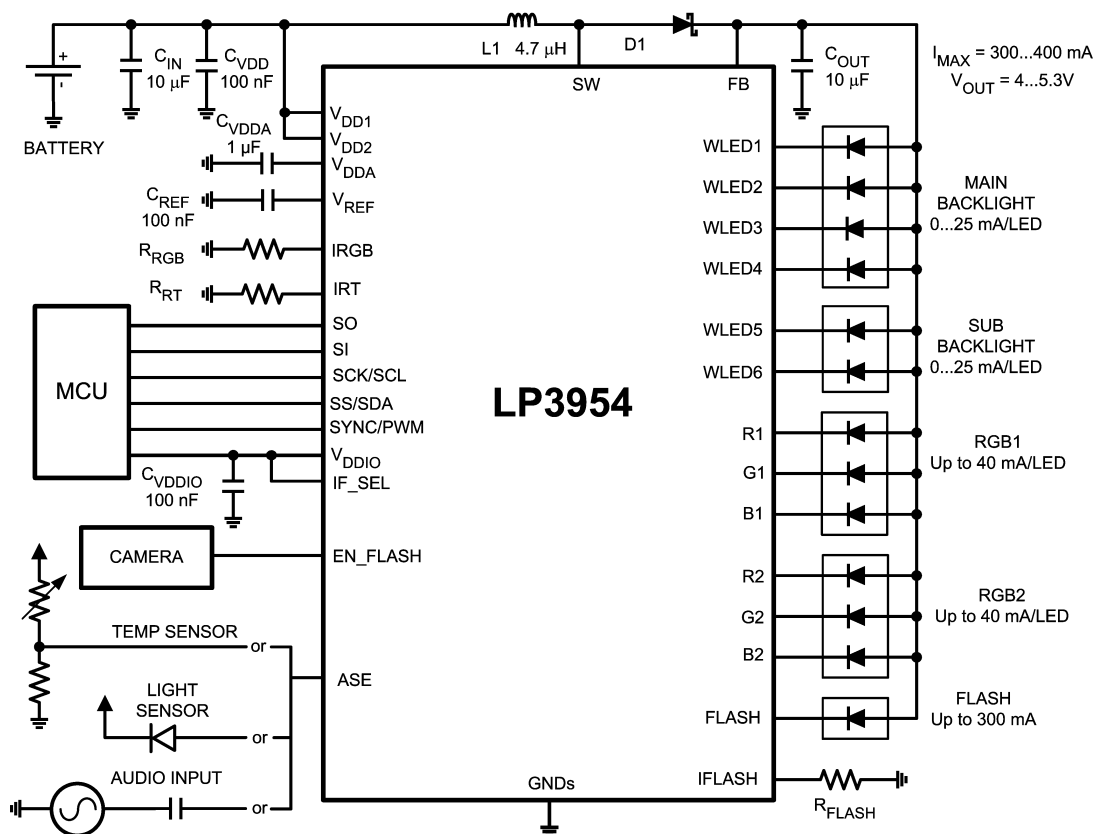 L1 4.7 µH
D1
C_IN
10 µF
C_VDD
100 nF
C_OUT
10 µF
I_MAX = 300...400 mA
V_OUT = 4...5.3V
+
-
BATTERY
SW
FB
C_VDDA
1 µF
C_REF
100 nF
R_RGB
R_RT
V_DD1
V_DD2
V_DDA
V_REF
IRGB
IRT
SO
SI
SCK/SCL
SS/SDA
SYNC/PWM
V_DDIO
IF_SEL
EN_FLASH
ASE
MCU
C_VDDIO
100 nF
CAMERA
TEMP SENSOR
or
LIGHT
SENSOR
or
AUDIO INPUT
or
LP3954
GNDs
WLED1
WLED2
WLED3
WLED4
WLED5
WLED6
R1
G1
B1
R2
G2
B2
FLASH
IFLASH
MAIN
BACKLIGHT
0...25 mA/LED
SUB
BACKLIGHT
0...25 mA/LED
RGB1
Up to 40 mA/LED
RGB2
Up to 40 mA/LED
FLASH
Up to 300 mA
R_FLASH